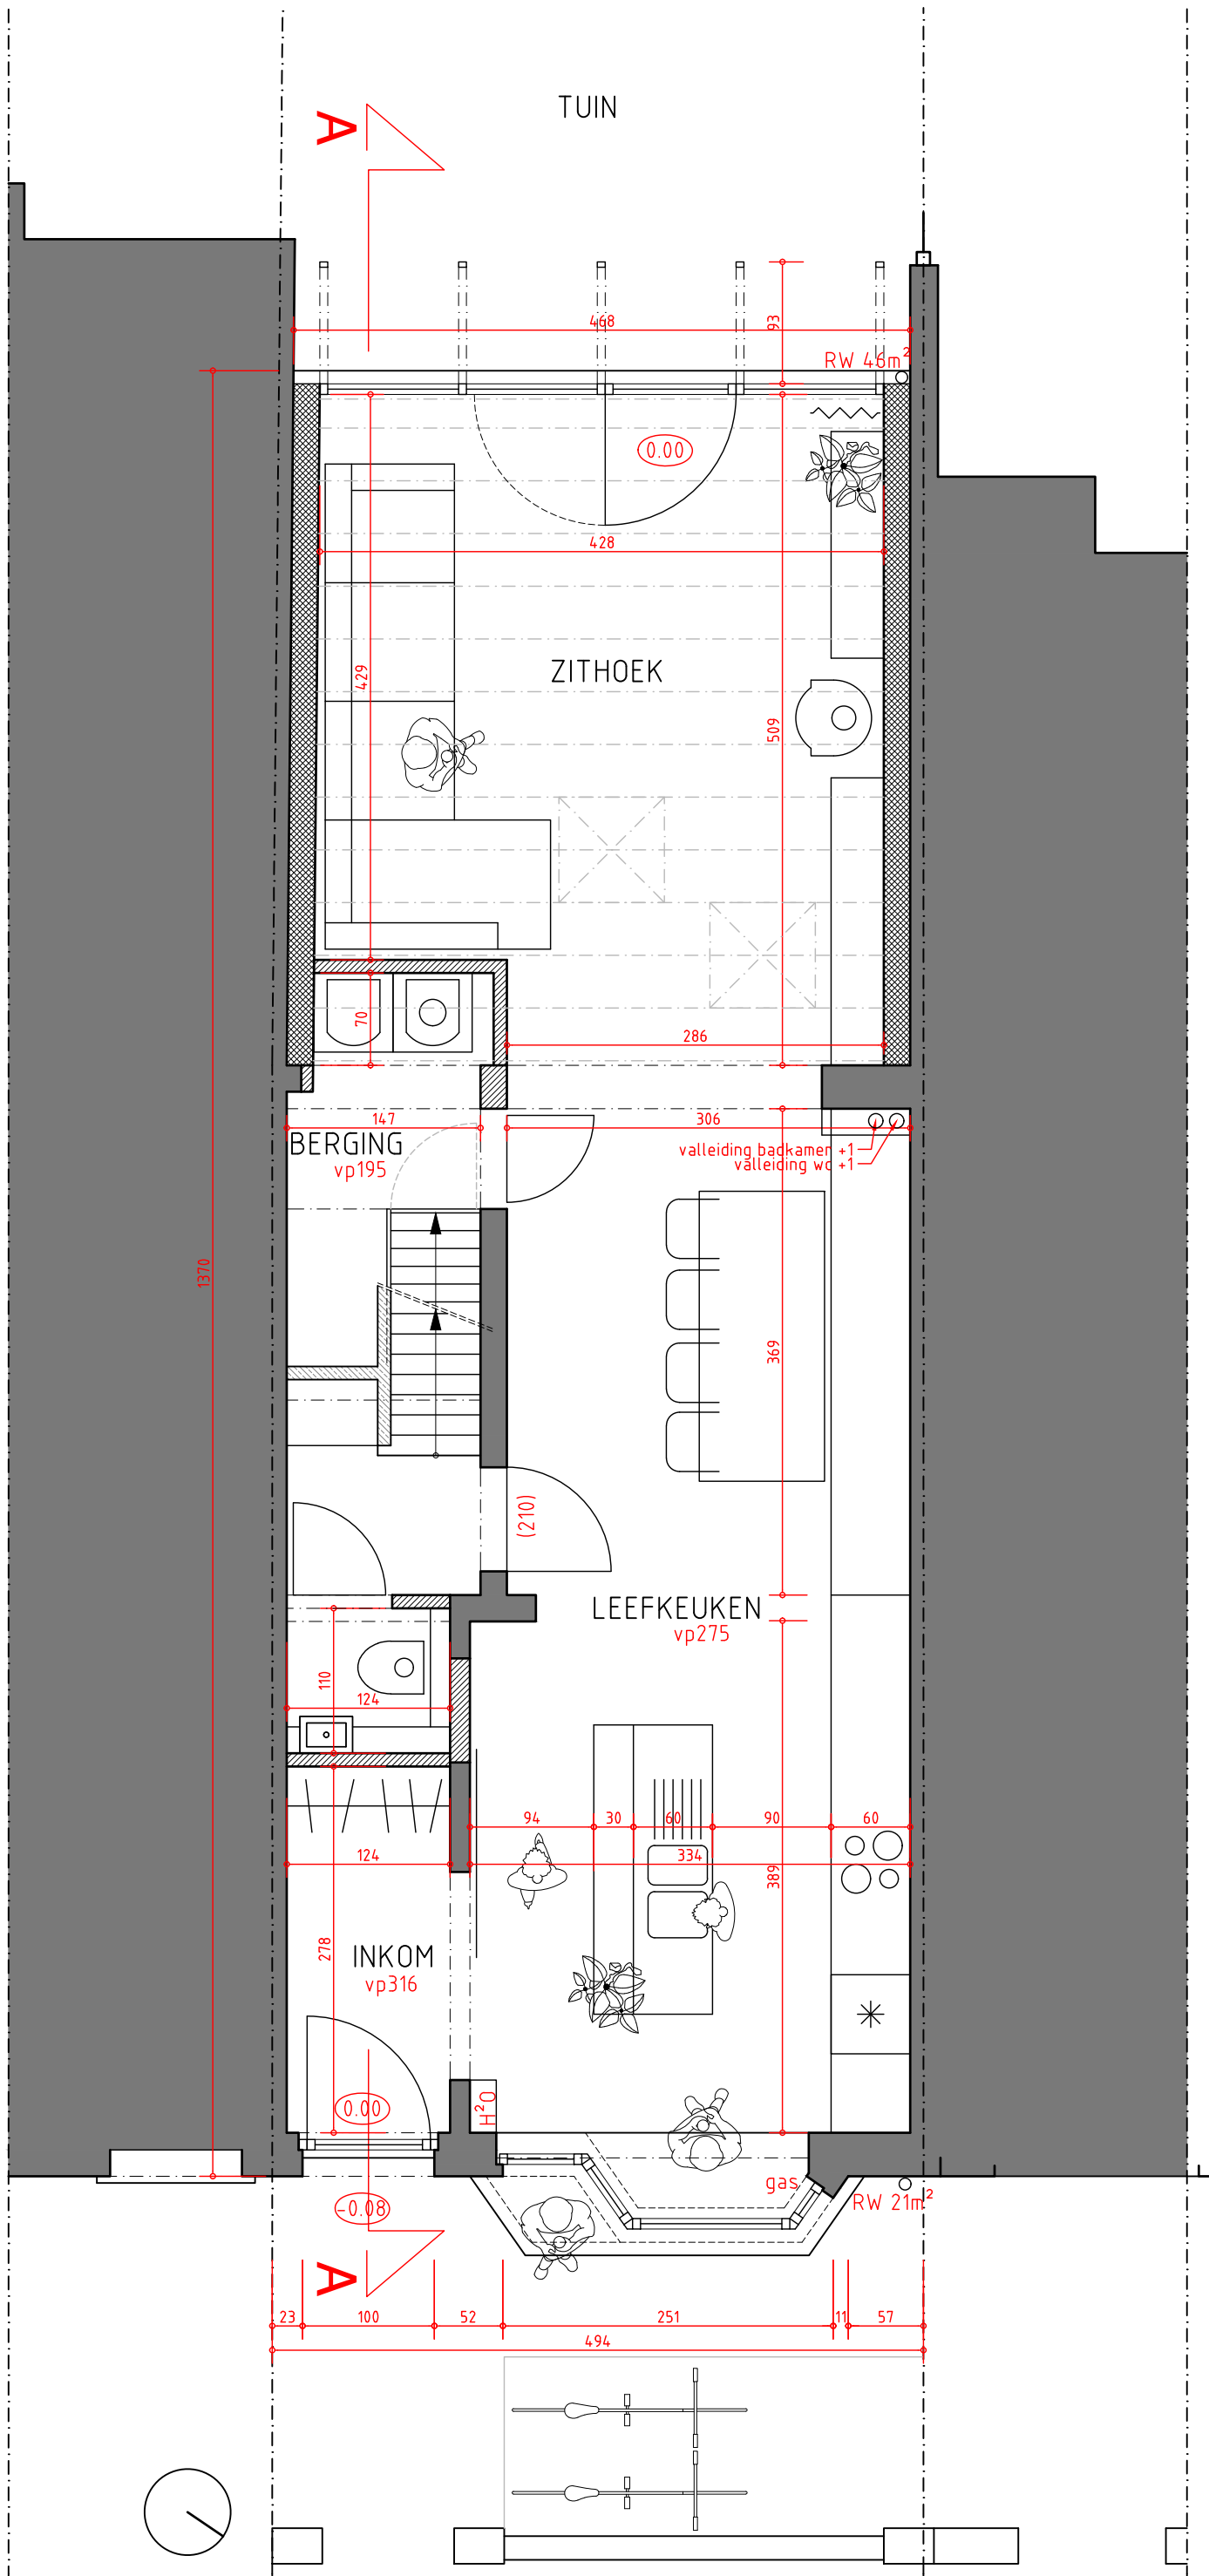 TUIN
A
93
468
RW 46m²
0.00
428
ZITHOEK
429
509
70
286
147
306
BERGING
vp195
valleiding badkamer +1
valleiding wc +1
1370
369
(210)
LEEFKEUKEN
vp275
110
124
94
30
60
90
60
124
334
389
278
INKOM
vp316
0.00
H²O
gas
-0.08
RW 21m²
A
23
100
52
251
11
57
494